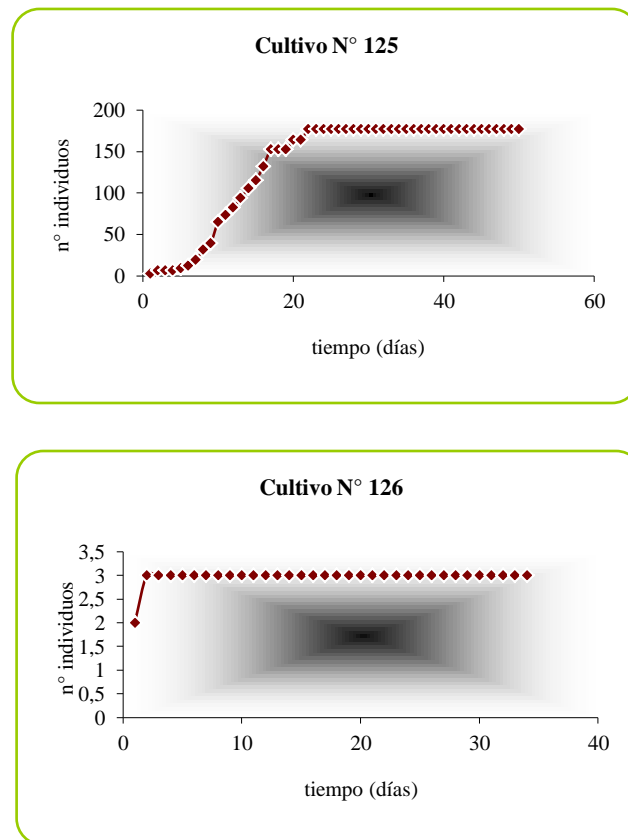 Cultivo N° 125
200
150
100
50
0
0 20 40 60
n° individuos
tiempo (días)
Cultivo N° 126
3,5
3
2,5
2
1,5
1
0,5
0
0 10 20 30 40
n° individuos
tiempo (días)